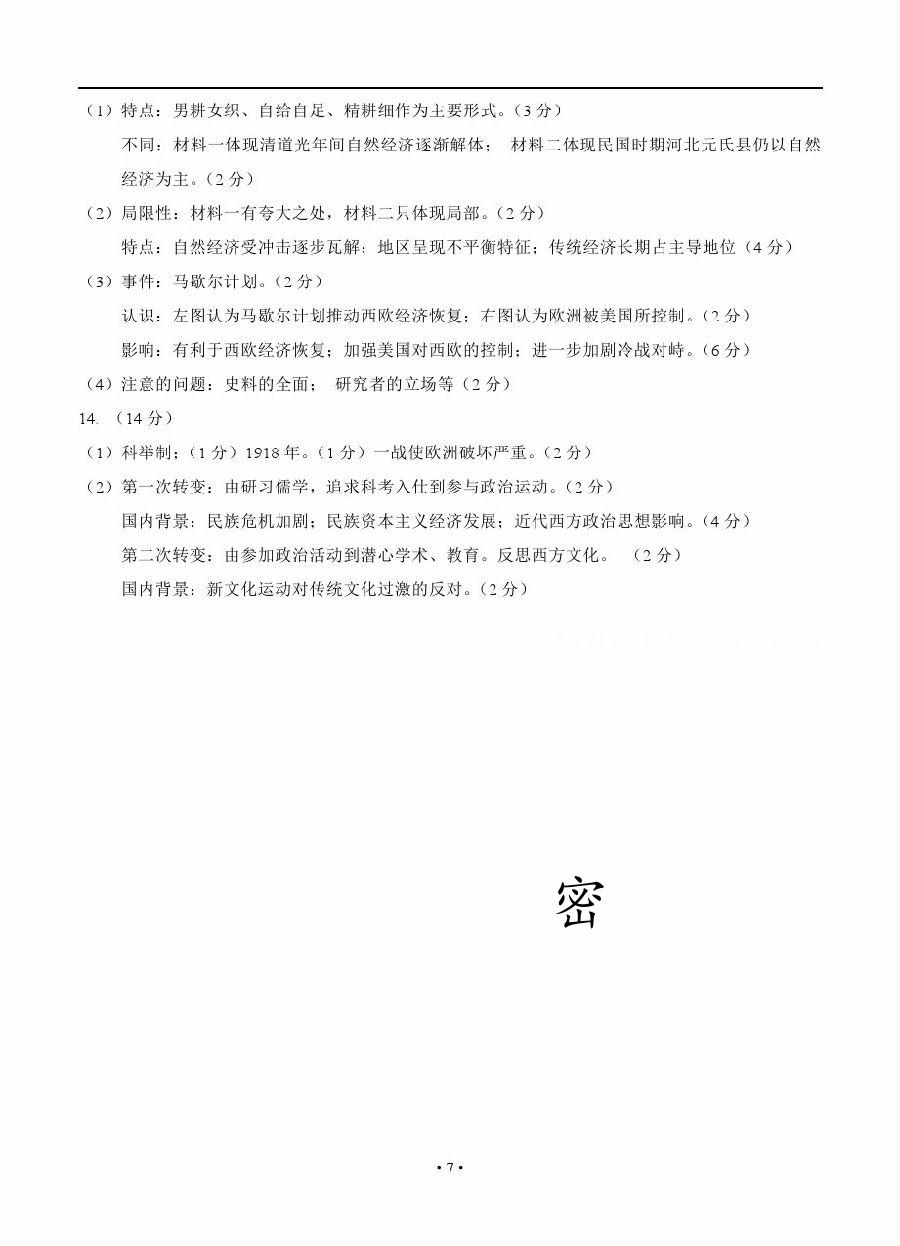 （1）特点：男耕女织、自给自足、精耕细作为主要形式。（3 分）
不同：材料一体现清道光年间自然经济逐渐解体； 材料二体现民国时期河北元氏县仍以自然
经济为主。（2 分）
（2）局限性：材料一有夸大之处，材料二只体现局部。（2 分）
特点：自然经济受冲击逐步瓦解；地区呈现不平衡特征；传统经济长期占主导地位（4 分）
（3）事件：马歇尔计划。（2 分）
认识：左图认为马歇尔计划推动西欧经济恢复；右图认为欧洲被美国所控制。（2 分）
影响：有利于西欧经济恢复；加强美国对西欧的控制；进一步加剧冷战对峙。（6 分）
（4）注意的问题：史料的全面； 研究者的立场等（2 分）
14. （14 分）
（1）科举制；（1 分）1918 年。（1 分）一战使欧洲破坏严重。（2 分）
（2）第一次转变：由研习儒学，追求科考入仕到参与政治运动。（2 分）
国内背景：民族危机加剧；民族资本主义经济发展；近代西方政治思想影响。（4 分）
第二次转变：由参加政治活动到潜心学术、教育。反思西方文化。 （2 分）
国内背景：新文化运动对传统文化过激的反对。（2 分）
密
• 7 •